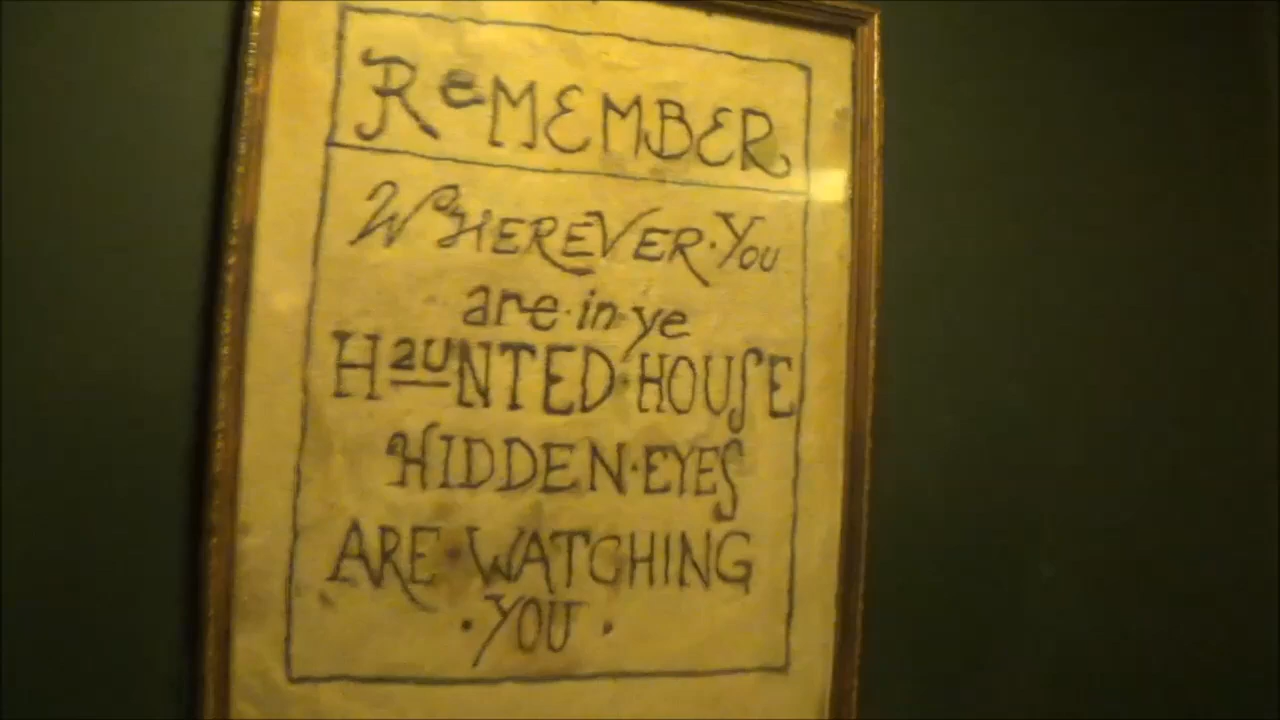 ReMEMBER
WHEREVER·YOU
are·in·ye
HaUNTED·HOUſE
HIDDEN·EYES
ARE·WATCHING
·YOU·